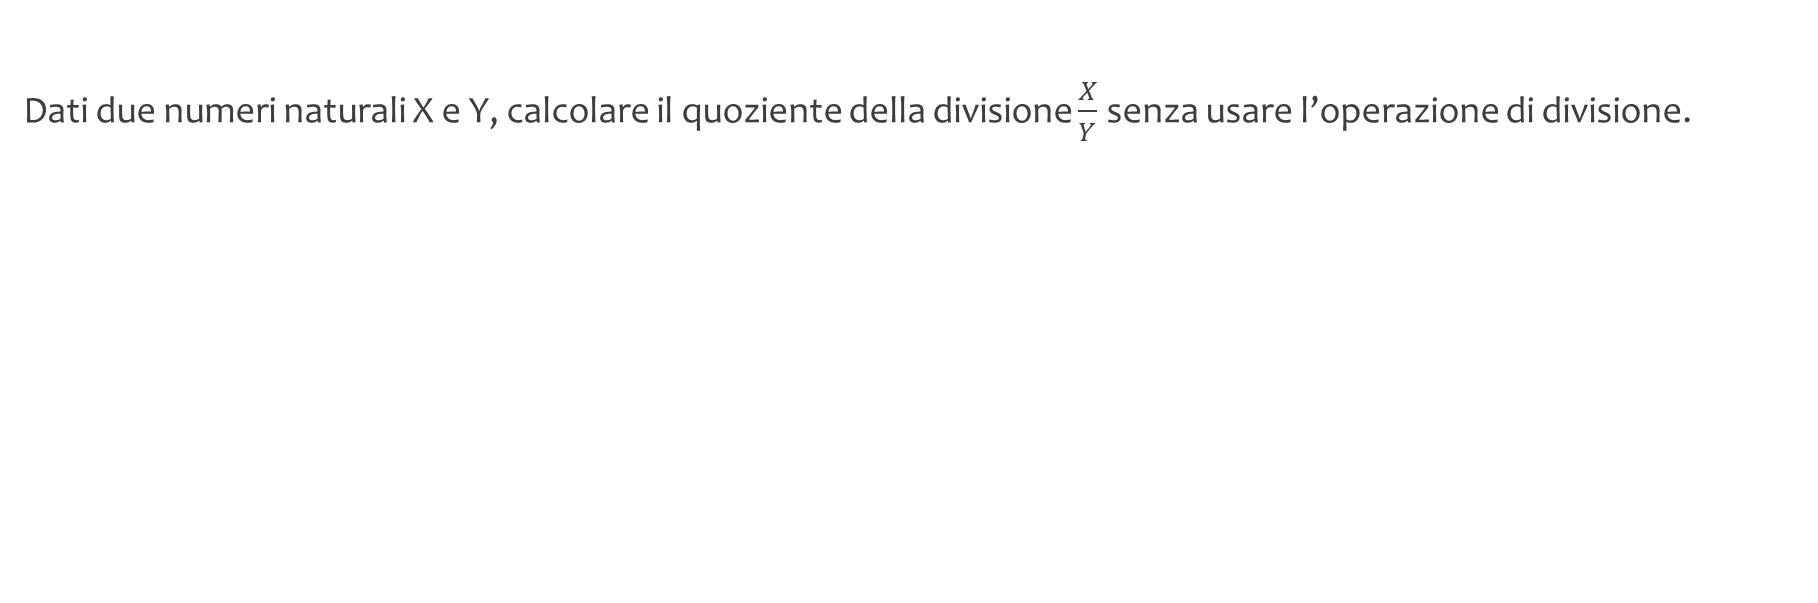 Dati due numeri naturali X e Y, calcolare il quoziente della divisione X/Y senza usare l’operazione di divisione.